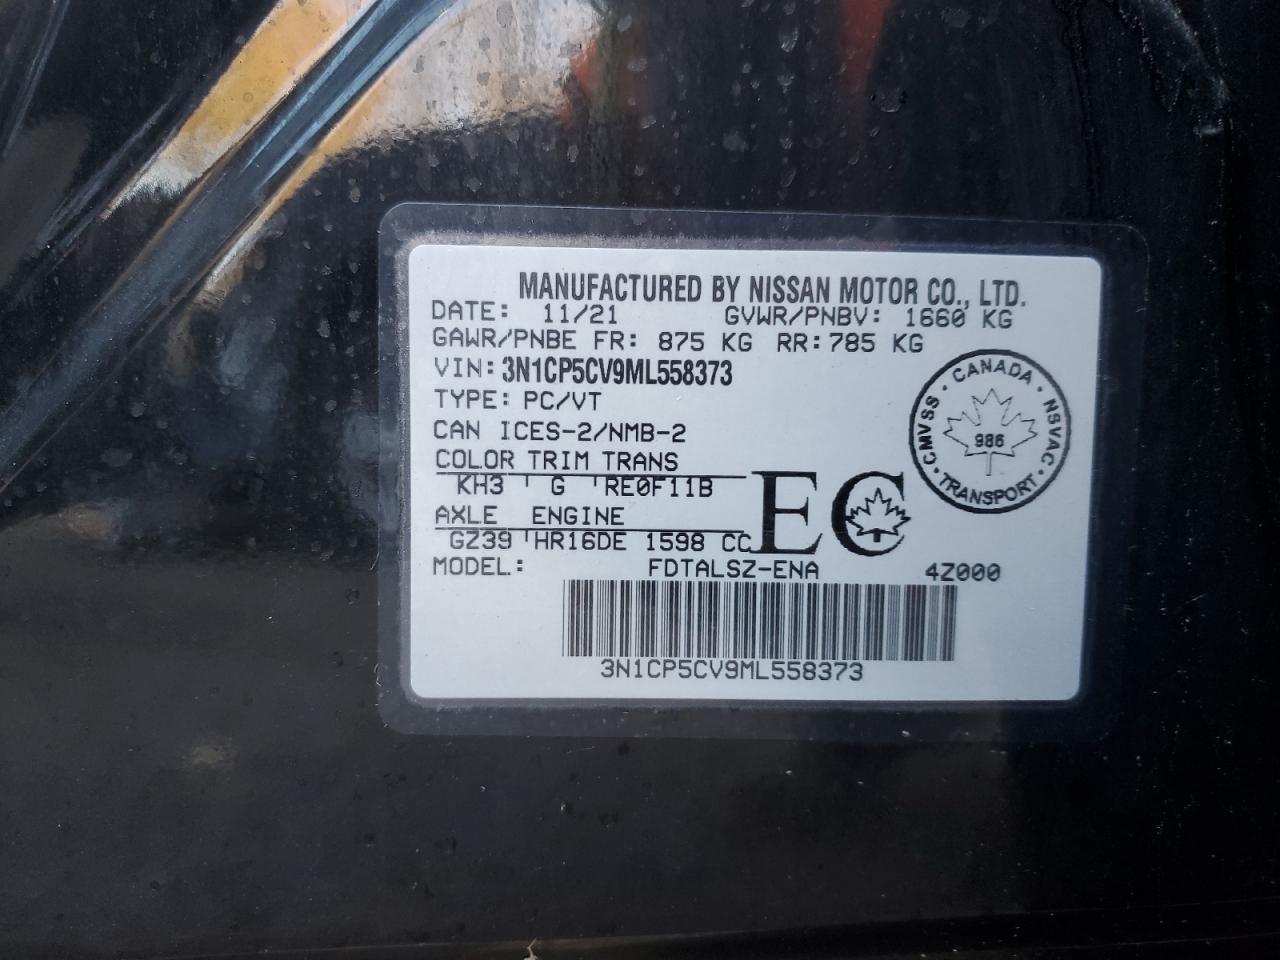 MANUFACTURED BY NISSAN MOTOR CO., LTD.
DATE: 11/21 GVWR/PNBV: 1660 KG
GAWR/PNBE FR: 875 KG RR: 785 KG
VIN: 3N1CP5CV9ML558373
TYPE: PC/VT
CAN ICES-2/NMB-2
COLOR TRIM TRANS
KH3 G RE0F11B
AXLE ENGINE
GZ39 HR16DE 1598 CC
MODEL: FDTALSZ-ENA 4Z000
3N1CP5CV9ML558373
EC
CANADA
CMVSS · NSVAC
986
TRANSPORT